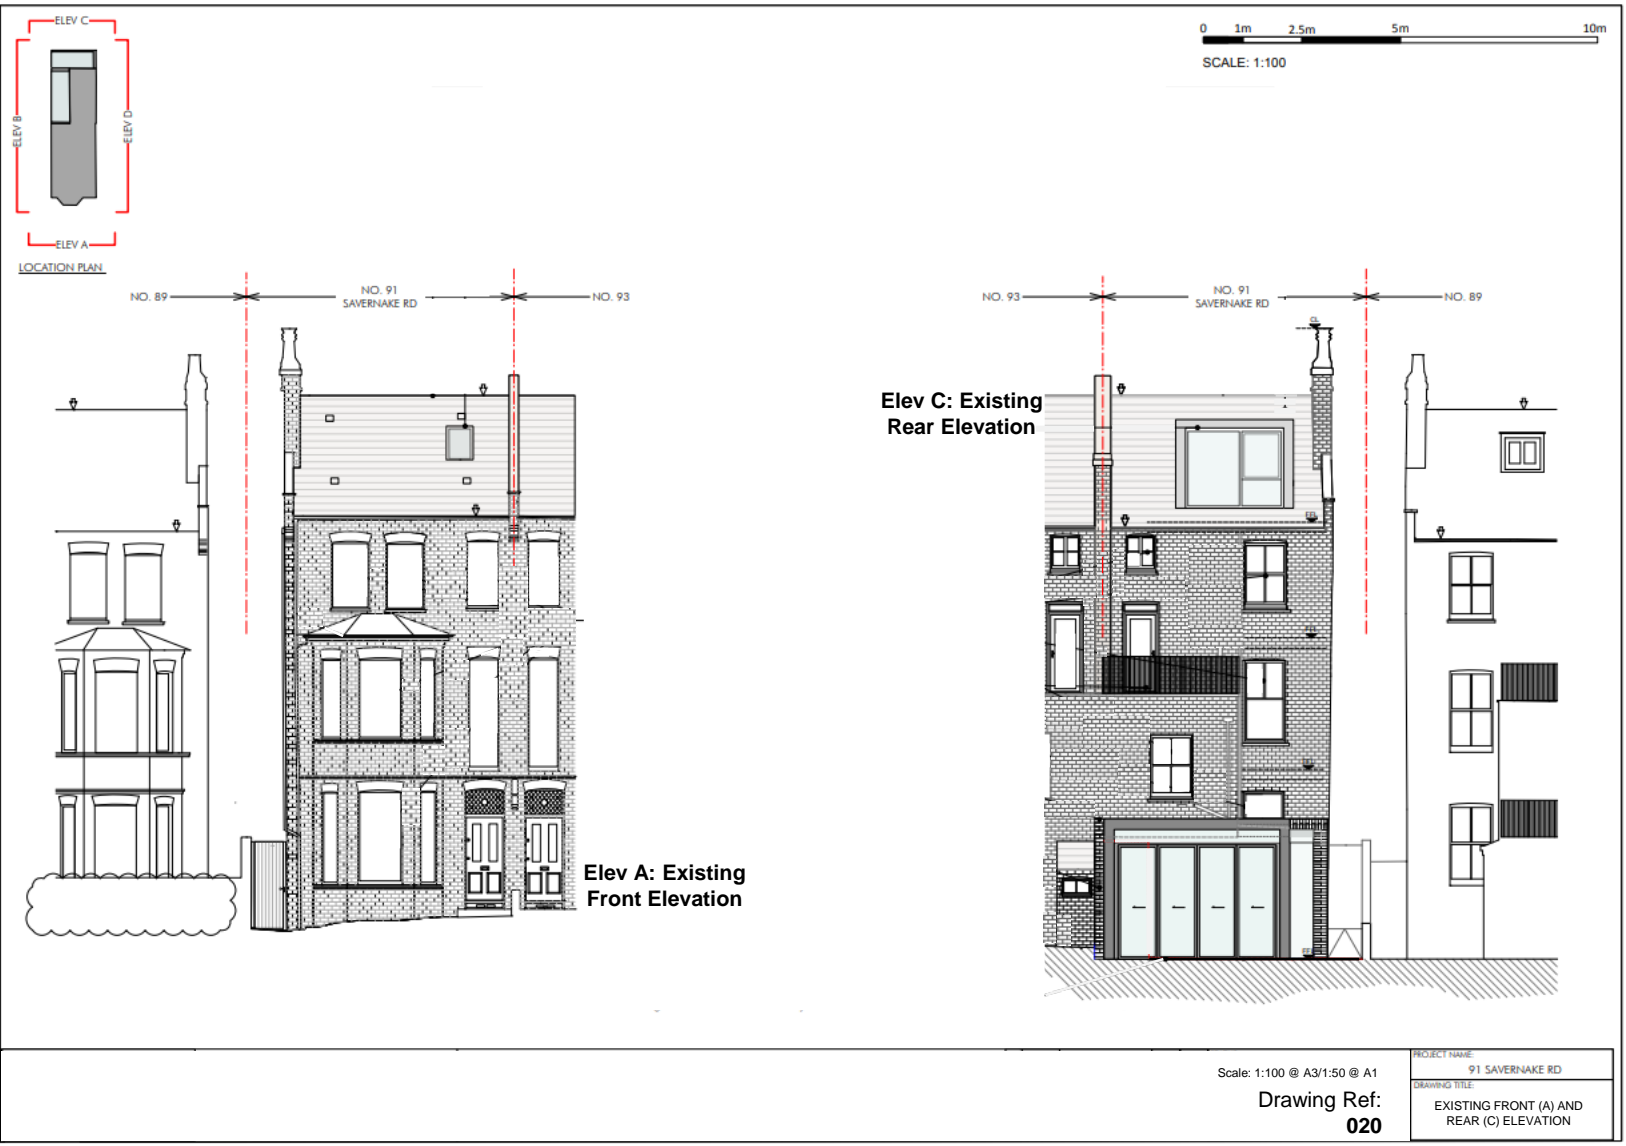 ELEV C
ELEV B
ELEV D
ELEV A
LOCATION PLAN
0 1m 2.5m 5m 10m
SCALE: 1:100
NO. 89
NO. 91
SAVERNAKE RD
NO. 93
NO. 93
NO. 91
SAVERNAKE RD
NO. 89
Elev C: Existing
Rear Elevation
Elev A: Existing
Front Elevation
Scale: 1:100 @ A3/1:50 @ A1
Drawing Ref:
020
PROJECT NAME:
91 SAVERNAKE RD
DRAWING TITLE:
EXISTING FRONT (A) AND
REAR (C) ELEVATION